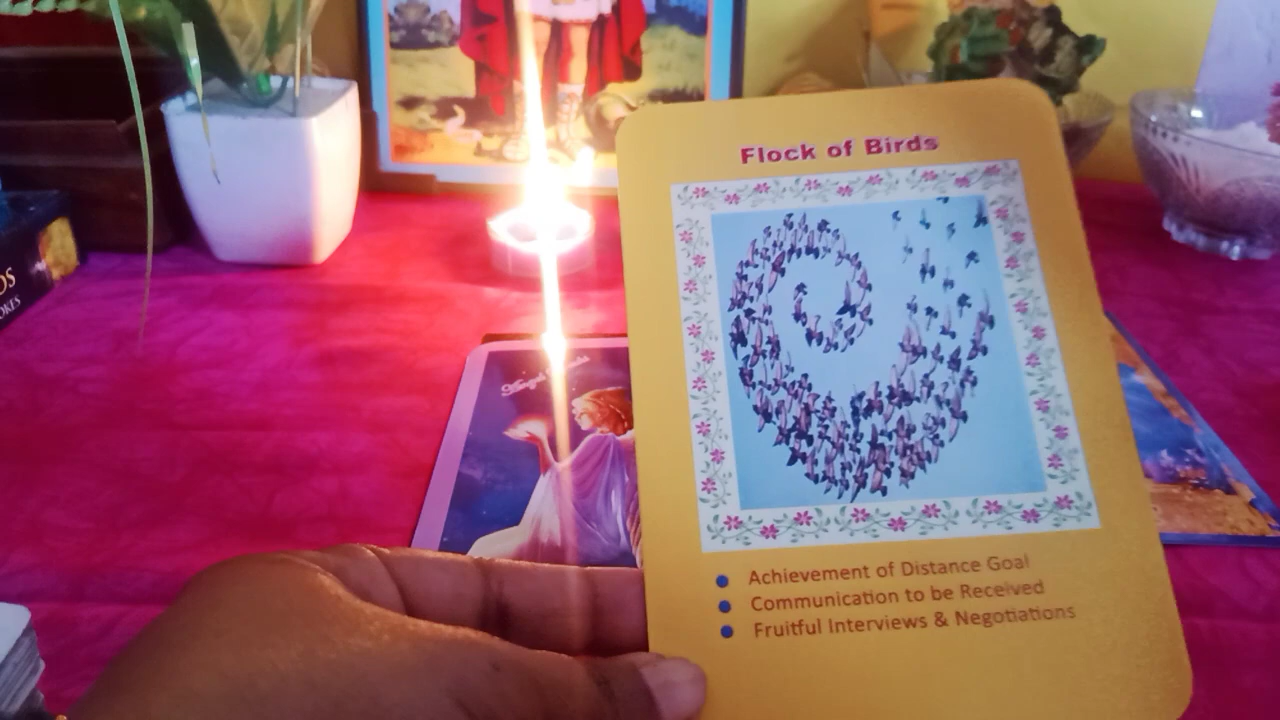 Flock of Birds
Achievement of Distance Goal
Communication to be Received
Fruitful Interviews & Negotiations